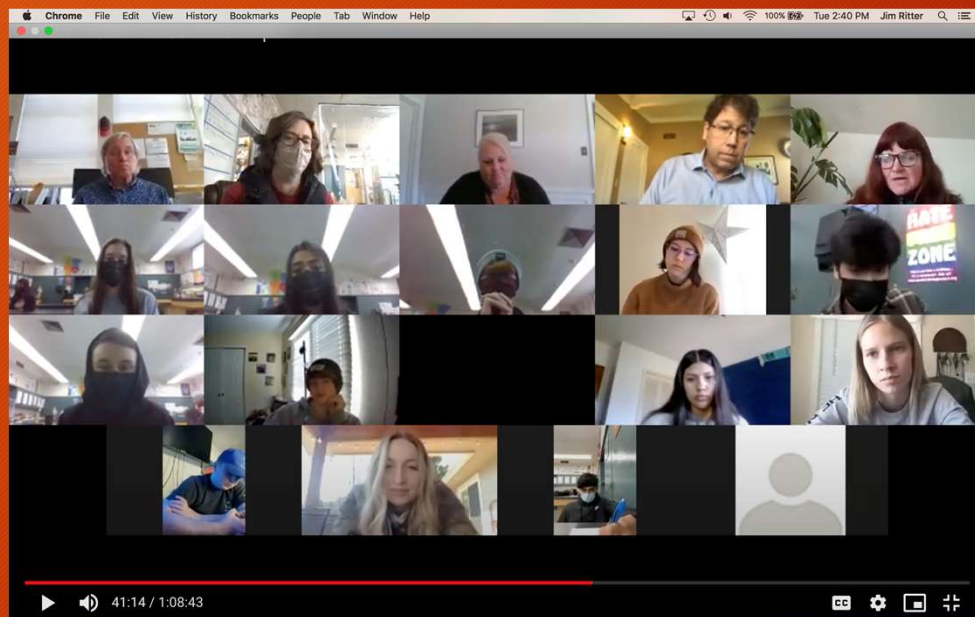 Chrome File Edit View History Bookmarks People Tab Window Help 100% Tue 2:40 PM Jim Ritter
HATE
ZONE
41:14 / 1:08:43 CC